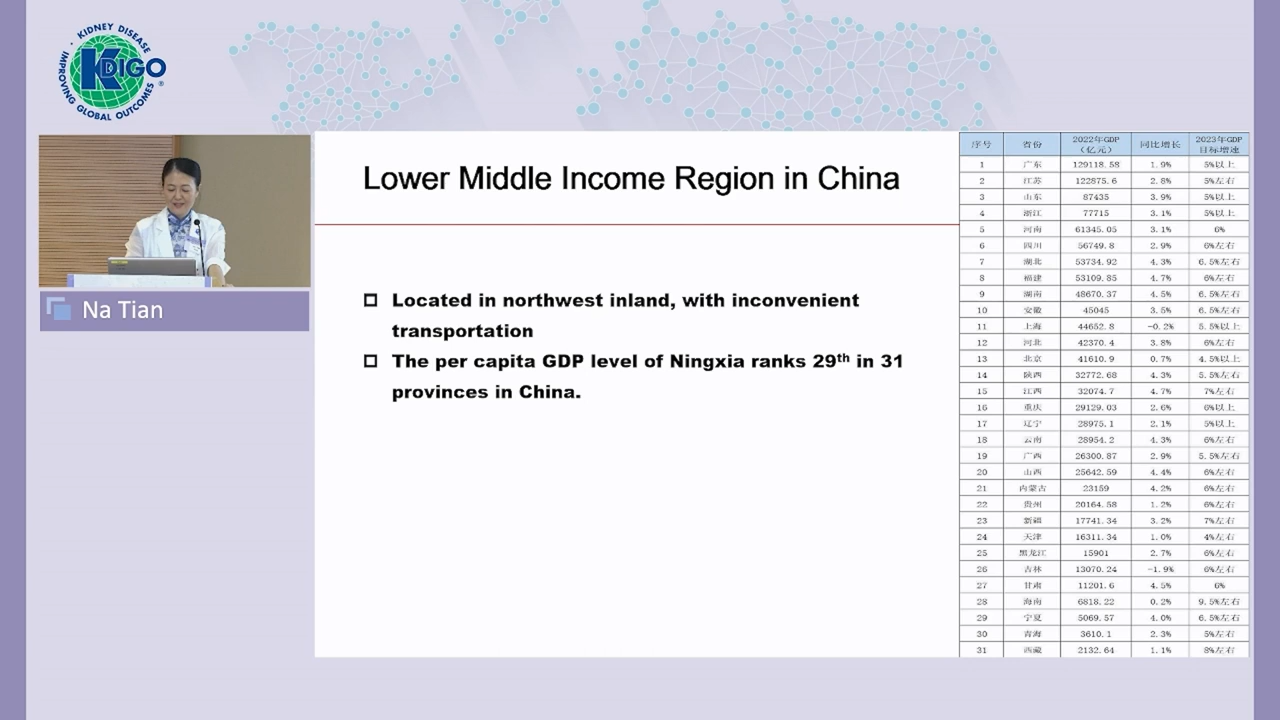 KIDNEY DISEASE
IMPROVING GLOBAL OUTCOMES
KDIGO
®
Na Tian
Lower Middle Income Region in China
☐ Located in northwest inland, with inconvenient
transportation
☐ The per capita GDP level of Ningxia ranks 29th in 31
provinces in China.
序号 省份 2022年GDP（亿元） 同比增长 2023年GDP目标增速
1 广东 129118.58 1.9% 5%以上
2 江苏 122875.6 2.8% 5%左右
3 山东 87435 3.9% 5%以上
4 浙江 77715 3.1% 5%以上
5 河南 61345.05 3.1% 6%
6 四川 56749.8 2.9% 6%左右
7 湖北 53734.92 4.3% 6.5%左右
8 福建 53109.85 4.7% 6%左右
9 湖南 48670.37 4.5% 6.5%左右
10 安徽 45045 3.5% 6.5%左右
11 上海 44652.8 -0.2% 5.5%以上
12 河北 42370.4 3.8% 6%左右
13 北京 41610.9 0.7% 4.5%以上
14 陕西 32772.68 4.3% 5.5%左右
15 江西 32074.7 4.7% 7%左右
16 重庆 29129.03 2.6% 6%以上
17 辽宁 28975.1 2.1% 5%以上
18 云南 28954.2 4.3% 6%左右
19 广西 26300.87 2.9% 5.5%左右
20 山西 25642.59 4.4% 6%左右
21 内蒙古 23159 4.2% 6%左右
22 贵州 20164.58 1.2% 6%左右
23 新疆 17741.34 3.2% 7%左右
24 天津 16311.34 1.0% 4%左右
25 黑龙江 15901 2.7% 6%左右
26 吉林 13070.24 -1.9% 6%左右
27 甘肃 11201.6 4.5% 6%
28 海南 6818.22 0.2% 9.5%左右
29 宁夏 5069.57 4.0% 6.5%左右
30 青海 3610.1 2.3% 5%左右
31 西藏 2132.64 1.1% 8%左右